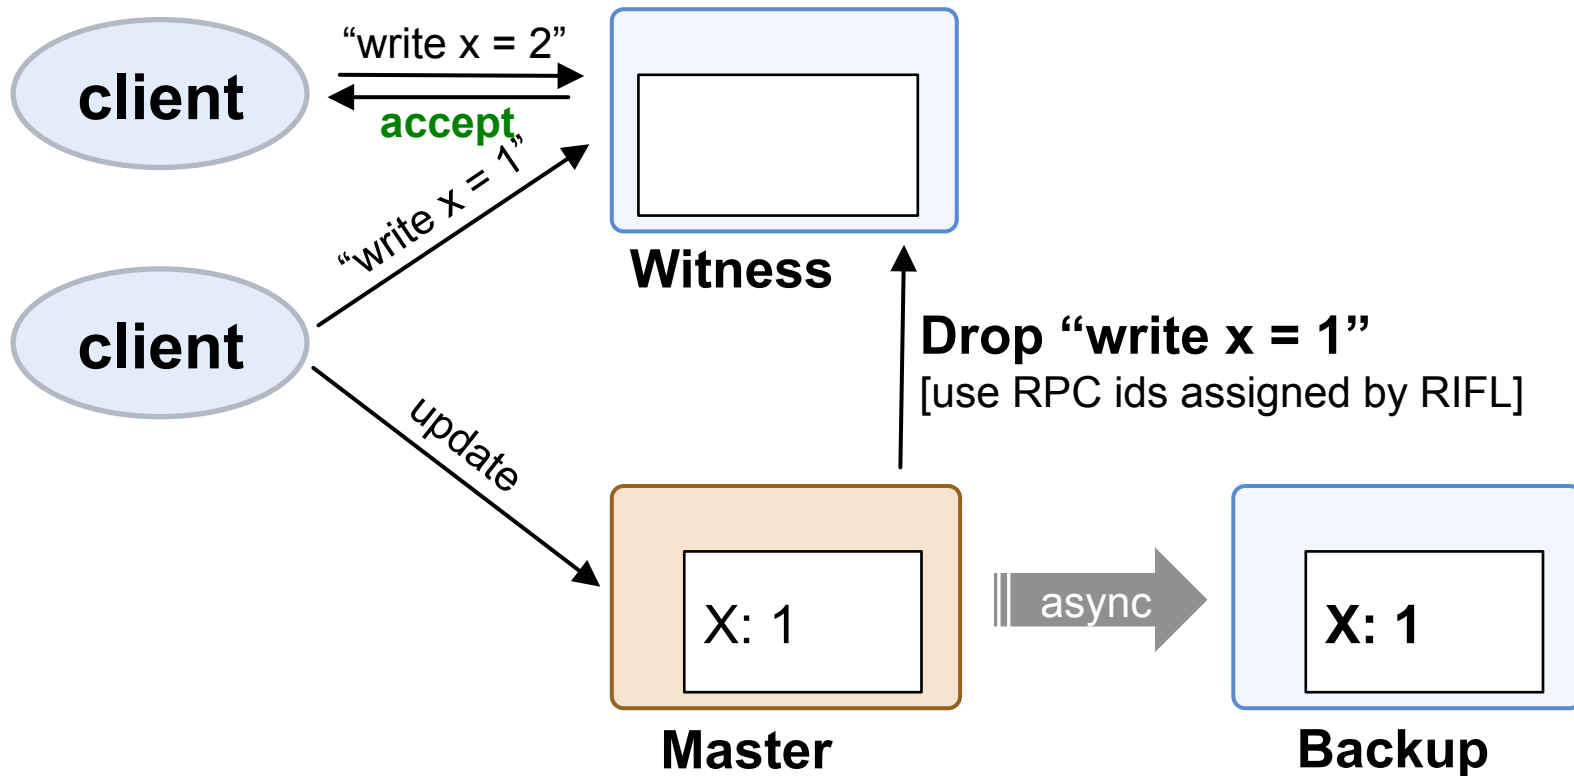 “write x = 2”
client
accept
“write x = 1”
Witness
client
Drop “write x = 1”
[use RPC ids assigned by RIFL]
update
X: 1
async
X: 1
Master
Backup